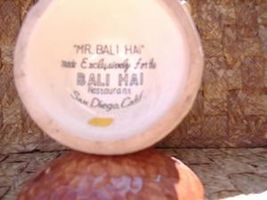 "MR. BALI HAI"
made Exclusively for the
BALI HAI
Restaurant
San Diego, Calif.